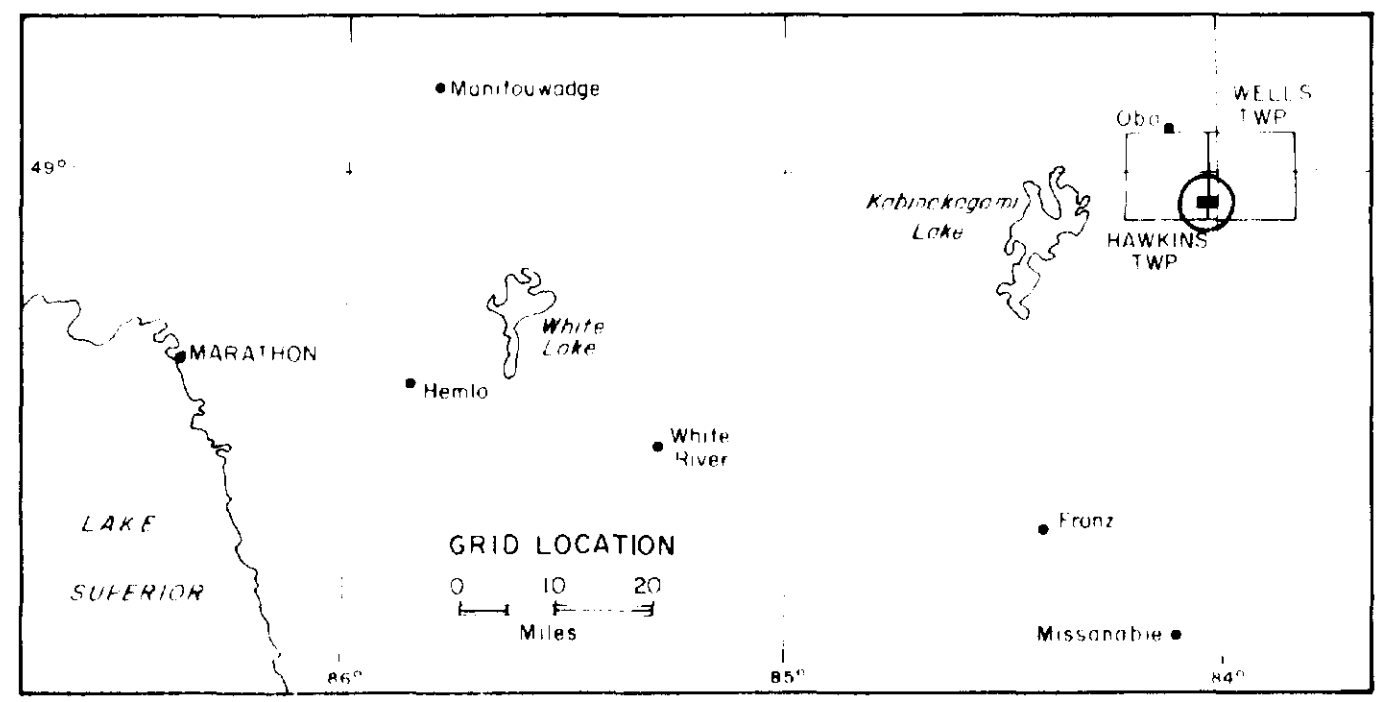 Manitouwadge
WELLS
TWP
Oba
49°
Kabinakagami
Lake
HAWKINS
TWP
White
Lake
MARATHON
Hemlo
White
River
LAKE
SUPERIOR
GRID LOCATION
0 10 20
Miles
Franz
Missanabie
86° 85° 84°